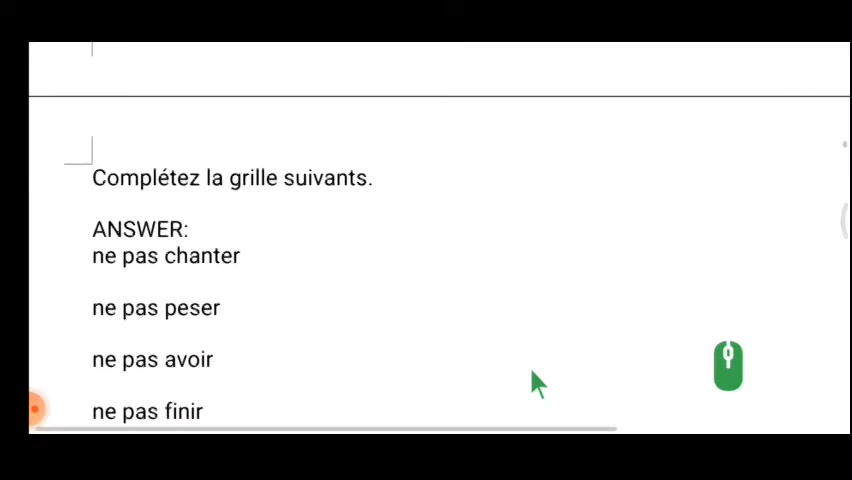 Complétez la grille suivants.
ANSWER:
ne pas chanter
ne pas peser
ne pas avoir
ne pas finir